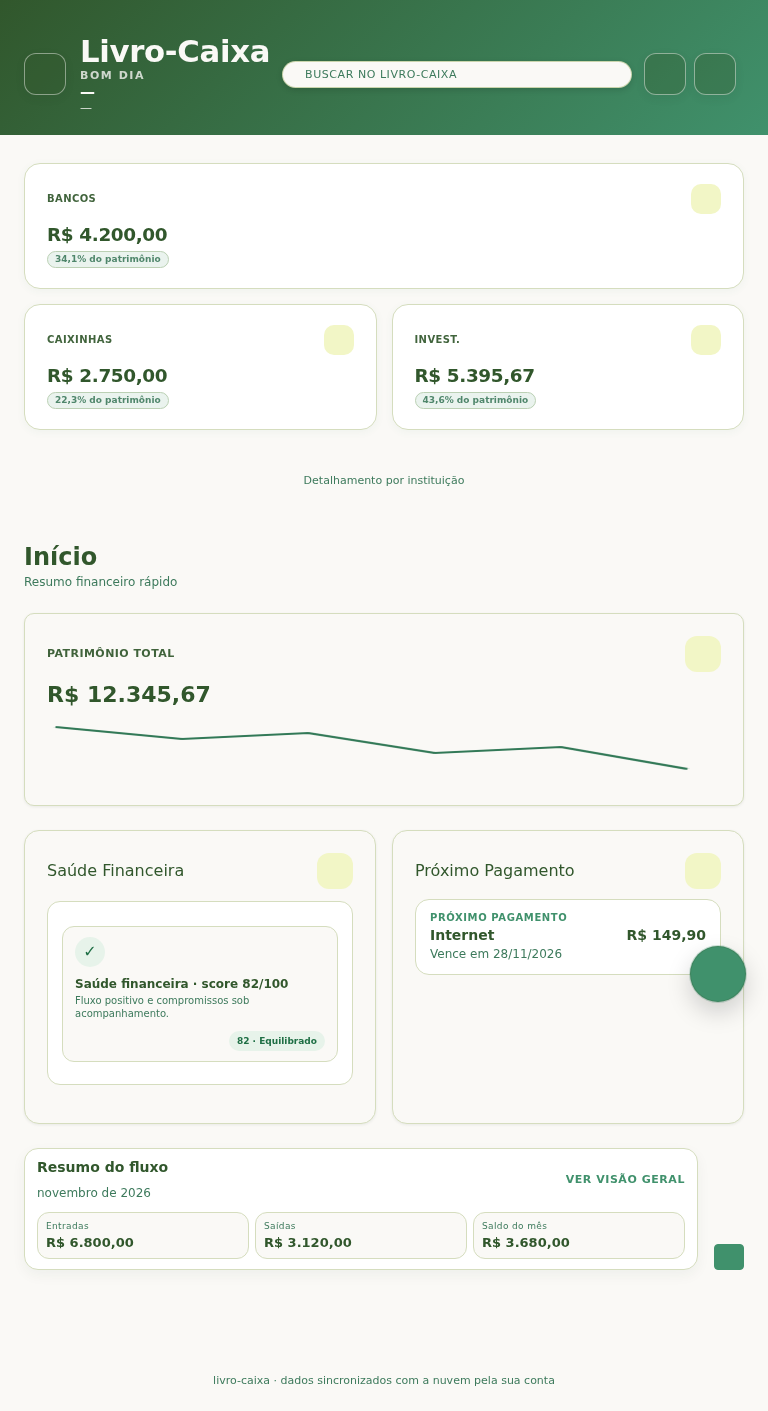 Livro-Caixa
BOM DIA
—
—
BUSCAR NO LIVRO-CAIXA
BANCOS
R$ 4.200,00
34,1% do patrimônio
CAIXINHAS
R$ 2.750,00
22,3% do patrimônio
INVEST.
R$ 5.395,67
43,6% do patrimônio
Detalhamento por instituição
Início
Resumo financeiro rápido
PATRIMÔNIO TOTAL
R$ 12.345,67
Saúde Financeira
✓
Saúde financeira · score 82/100
Fluxo positivo e compromissos sob
acompanhamento.
82 · Equilibrado
Próximo Pagamento
PRÓXIMO PAGAMENTO
Internet R$ 149,90
Vence em 28/11/2026
Resumo do fluxo
novembro de 2026
VER VISÃO GERAL
Entradas
R$ 6.800,00
Saídas
R$ 3.120,00
Saldo do mês
R$ 3.680,00
livro-caixa · dados sincronizados com a nuvem pela sua conta